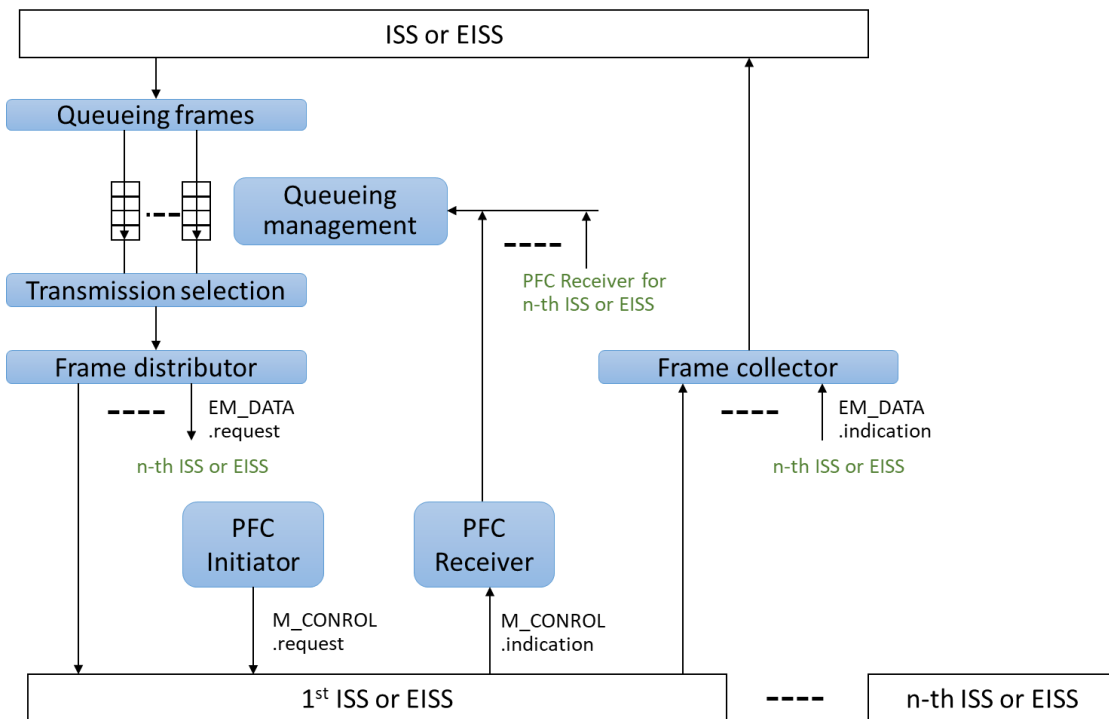 ISS or EISS
Queueing frames
Queueing
management
PFC Receiver for
n-th ISS or EISS
Transmission selection
Frame distributor
Frame collector
EM_DATA
.request
n-th ISS or EISS
EM_DATA
.indication
n-th ISS or EISS
PFC
Initiator
PFC
Receiver
M_CONROL
.request
M_CONROL
.indication
1st ISS or EISS
n-th ISS or EISS